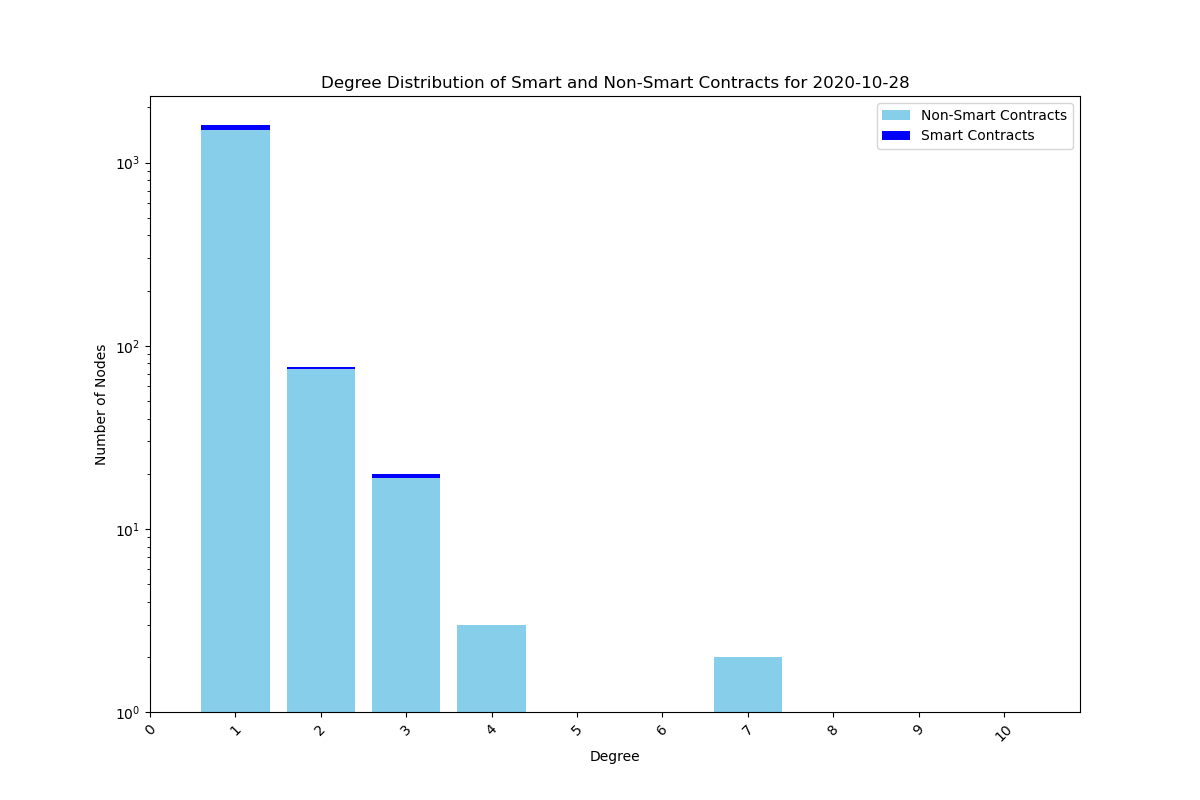 Degree Distribution of Smart and Non-Smart Contracts for 2020-10-28
Non-Smart Contracts
Smart Contracts
Number of Nodes
10³
10²
10¹
10⁰
0 1 2 3 4 5 6 7 8 9 10
Degree